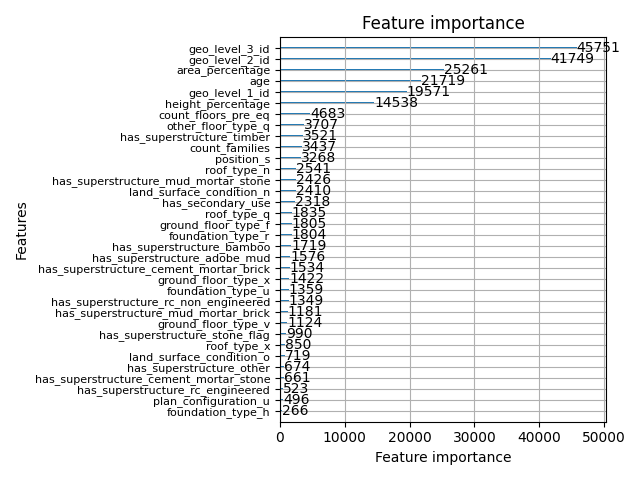 Feature importance
geo_level_3_id 45751
geo_level_2_id 41749
area_percentage 25261
age 21719
geo_level_1_id 19571
height_percentage 14538
count_floors_pre_eq 4683
other_floor_type_q 3707
has_superstructure_timber 3521
count_families 3437
position_s 3268
roof_type_n 2541
has_superstructure_mud_mortar_stone 2426
land_surface_condition_n 2410
has_secondary_use 2318
roof_type_q 1835
ground_floor_type_f 1805
foundation_type_r 1804
has_superstructure_bamboo 1719
has_superstructure_adobe_mud 1576
has_superstructure_cement_mortar_brick 1534
ground_floor_type_x 1422
foundation_type_u 1359
has_superstructure_rc_non_engineered 1349
has_superstructure_mud_mortar_brick 1181
ground_floor_type_v 1124
has_superstructure_stone_flag 990
roof_type_x 850
land_surface_condition_o 719
has_superstructure_other 674
has_superstructure_cement_mortar_stone 661
has_superstructure_rc_engineered 523
plan_configuration_u 496
foundation_type_h 266
0 10000 20000 30000 40000 50000
Feature importance
Features